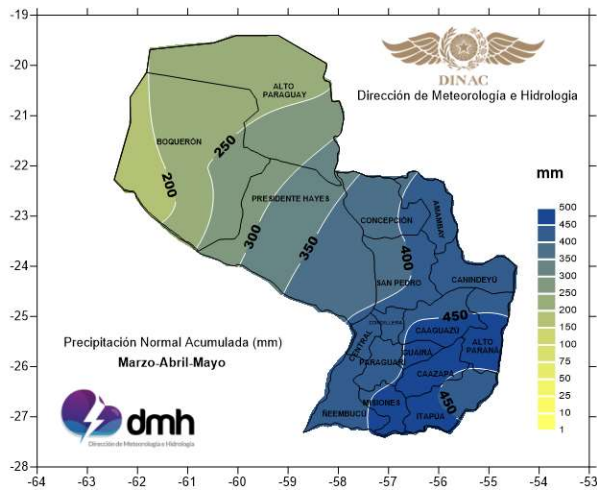 DINAC
Dirección de Meteorología e Hidrologia
-19
-20
-21
-22
-23
-24
-25
-26
-27
-28
-64
-63
-62
-61
-60
-59
-58
-57
-56
-55
-54
-53
ALTO
PARAGUAY
BOQUERÓN
250
200
PRESIDENTE HAYES
300
350
CONCEPCIÓN
AMAMBAY
400
SAN PEDRO
CANINDEYÚ
450
CORDILLERA
CENTRAL
CAAGUAZÚ
ALTO
PARANÁ
GUAIRÁ
PARAGUARÍ
CAAZAPÁ
450
MISIONES
ÑEEMBUCÚ
ITAPÚA
mm
500
450
400
350
300
250
200
150
100
75
50
25
10
1
Precipitación Normal Acumulada (mm)
Marzo-Abril-Mayo
dmh
Dirección de Meteorología e Hidrología